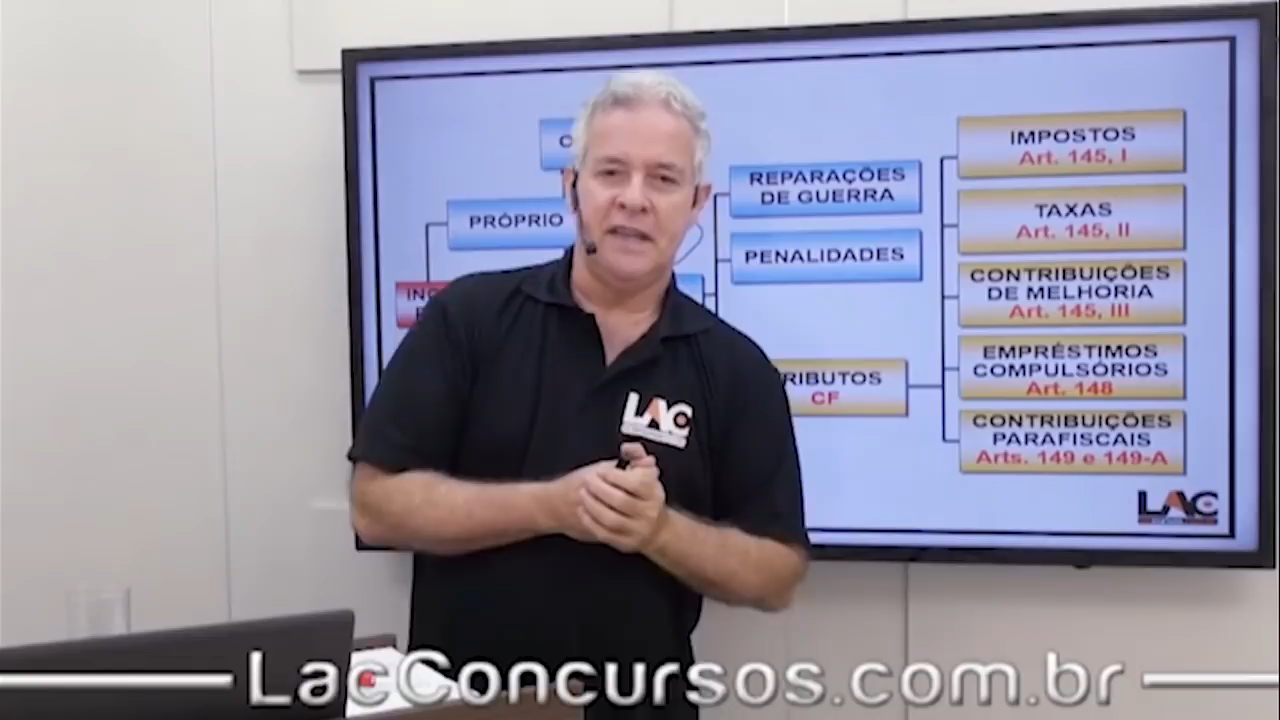 IMPOSTOS
Art. 145, I
REPARAÇÕES
DE GUERRA
PRÓPRIO
TAXAS
Art. 145, II
PENALIDADES
CONTRIBUIÇÕES
DE MELHORIA
Art. 145, III
EMPRÉSTIMOS
COMPULSÓRIOS
Art. 148
RIBUTOS
CF
CONTRIBUIÇÕES
PARAFISCAIS
Arts. 149 e 149-A
LAC
LAC
LacConcursos.com.br